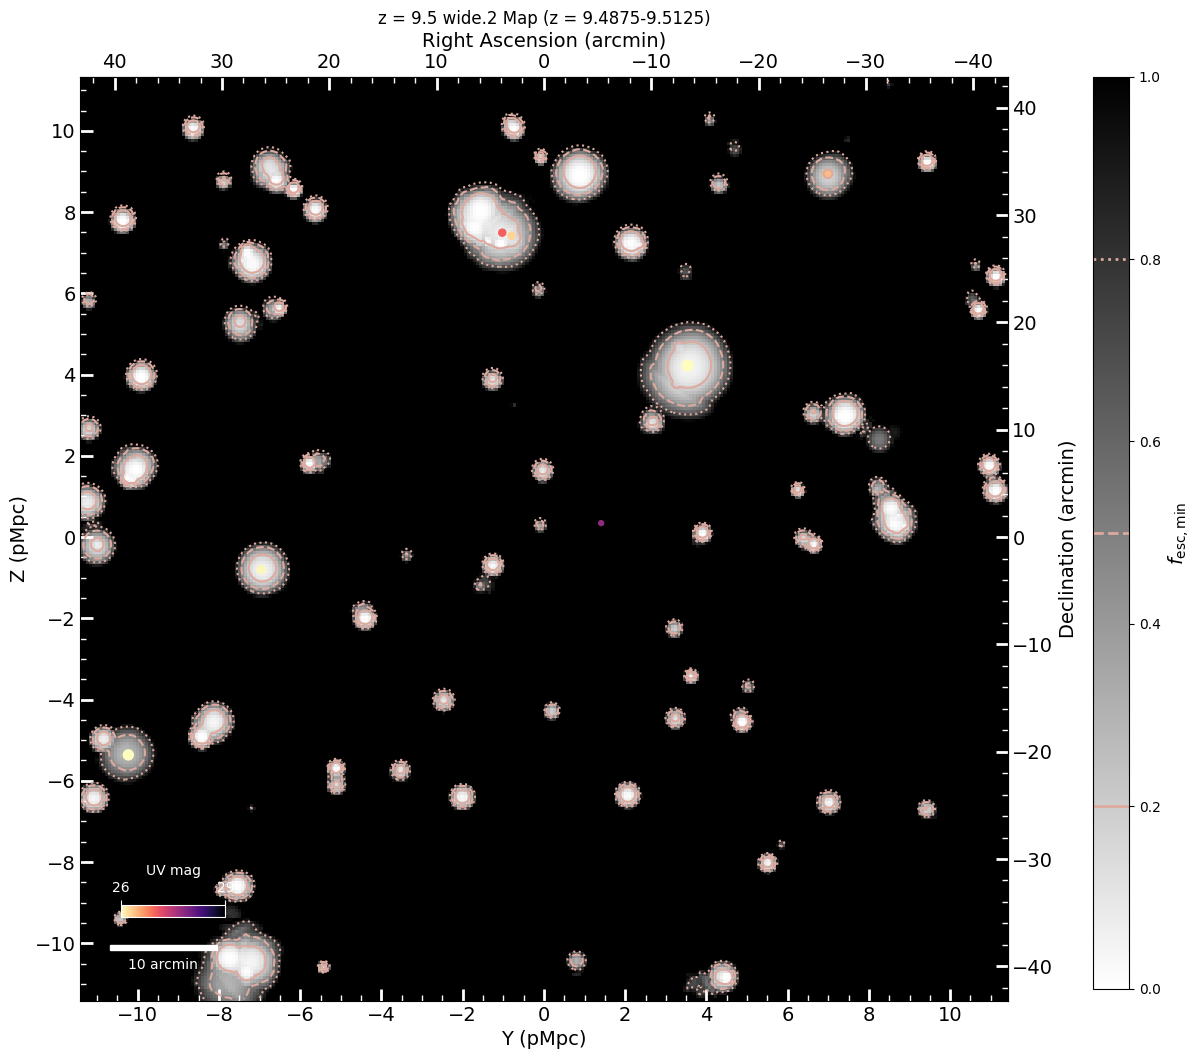 z = 9.5 wide.2 Map (z = 9.4875-9.5125)
Right Ascension (arcmin)
40 30 20 10 0 −10 −20 −30 −40
10 8 6 4 2 0 −2 −4 −6 −8 −10
Z (pMpc)
40 30 20 10 0 −10 −20 −30 −40
Declination (arcmin)
1.0 0.8 0.6 0.4 0.2 0.0
fesc, min
UV mag
26
10 arcmin
−10 −8 −6 −4 −2 0 2 4 6 8 10
Y (pMpc)